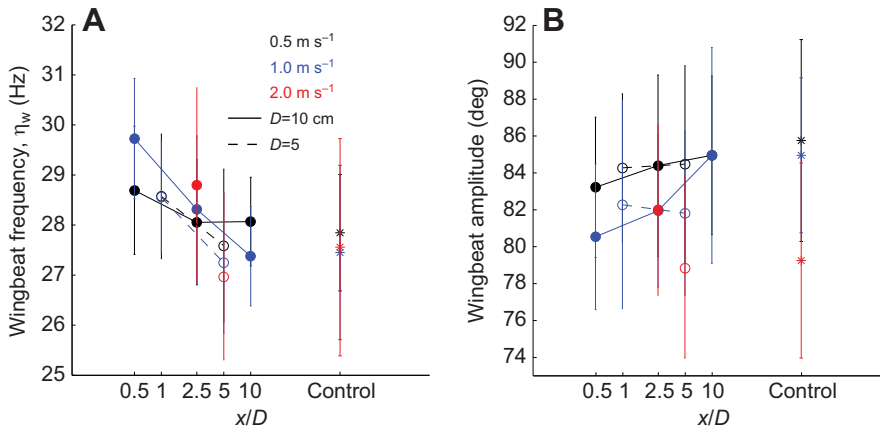 A
Wingbeat frequency, ηw (Hz)
32
31
30
29
28
27
26
25
0.5 m s–1
1.0 m s–1
2.0 m s–1
D=10 cm
D=5
0.5 1 2.5 5 10 Control
x/D
B
Wingbeat amplitude (deg)
92
90
88
86
84
82
80
78
76
74
0.5 1 2.5 5 10 Control
x/D